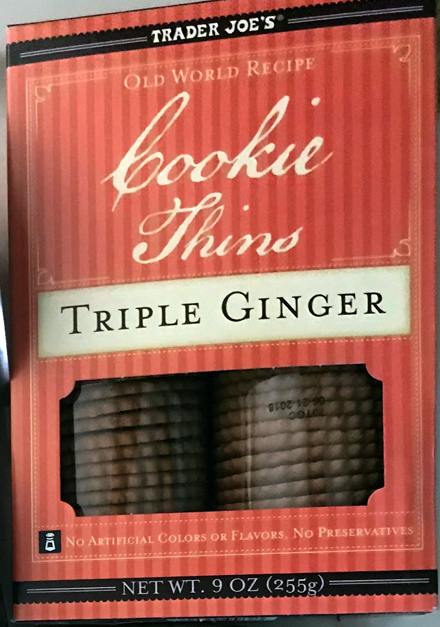 TRADER JOE'S®
OLD WORLD RECIPE
Cookie
Thins
TRIPLE GINGER
NO ARTIFICIAL COLORS OR FLAVORS, NO PRESERVATIVES
NET WT. 9 OZ (255g)